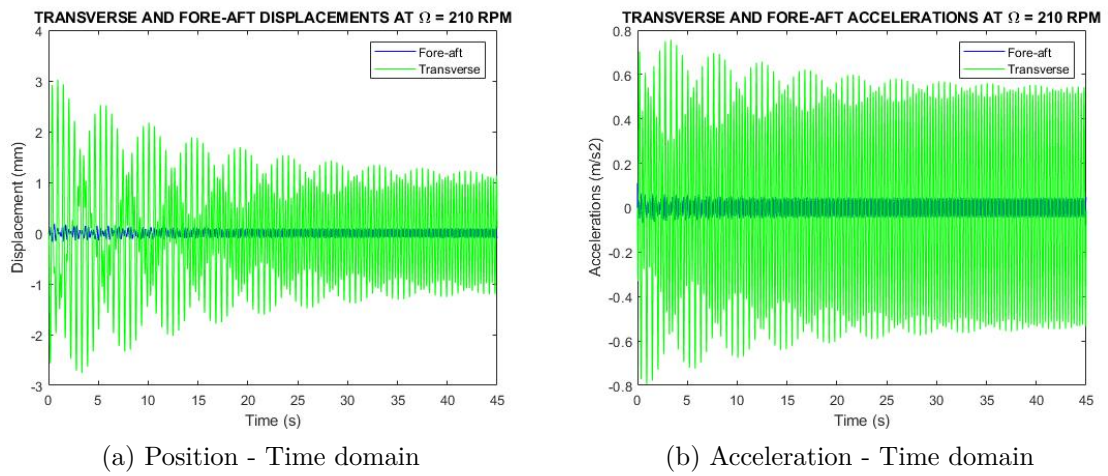 TRANSVERSE AND FORE-AFT DISPLACEMENTS AT Ω = 210 RPM
4
3
2
1
0
-1
-2
-3
Displacement (mm)
Fore-aft
Transverse
0 5 10 15 20 25 30 35 40 45
Time (s)
(a) Position - Time domain
TRANSVERSE AND FORE-AFT ACCELERATIONS AT Ω = 210 RPM
0.8
0.6
0.4
0.2
0
-0.2
-0.4
-0.6
-0.8
Accelerations (m/s2)
Fore-aft
Transverse
0 5 10 15 20 25 30 35 40 45
Time (s)
(b) Acceleration - Time domain